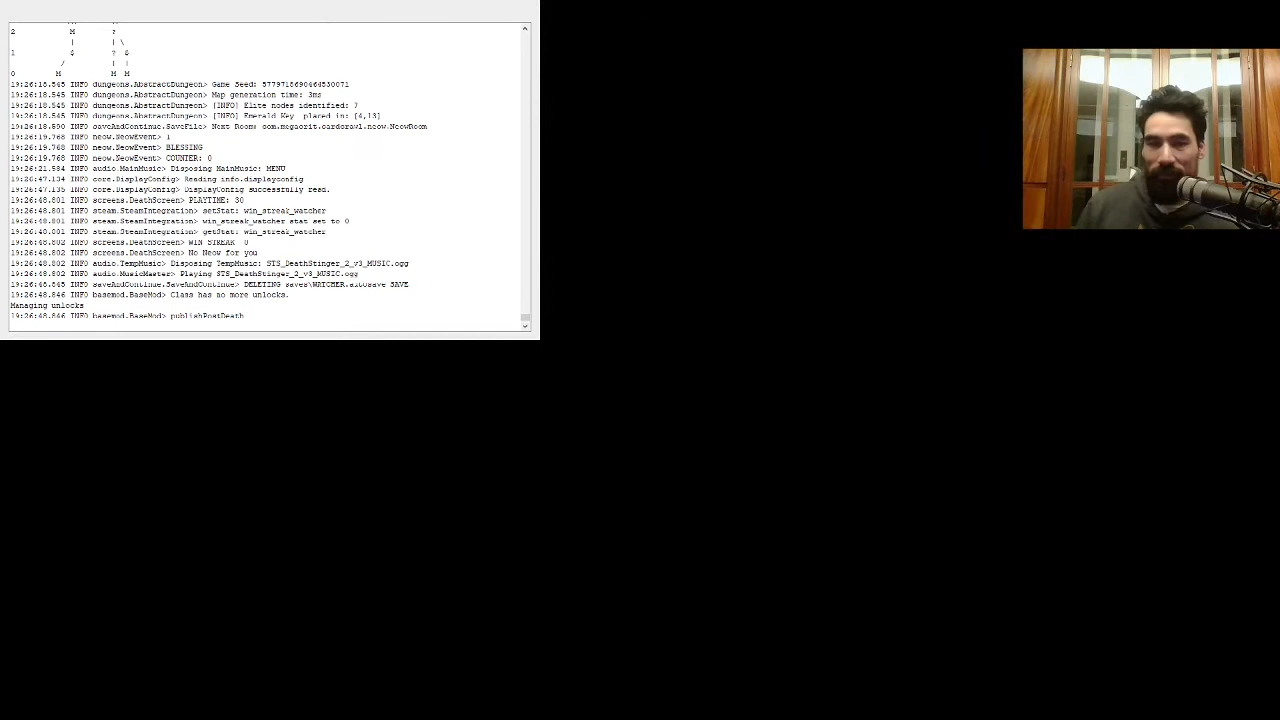 2 M ?
| | \
1 $ ? $
/ | |
0 M M M
19:26:18.545 INFO dungeons.AbstractDungeon> Game Seed: 5779718690464530071
19:26:18.545 INFO dungeons.AbstractDungeon> Map generation time: 3ms
19:26:18.545 INFO dungeons.AbstractDungeon> [INFO] Elite nodes identified: 7
19:26:18.545 INFO dungeons.AbstractDungeon> [INFO] Emerald Key placed in: [4,13]
19:26:18.590 INFO saveAndContinue.SaveFile> Next Room: com.megacrit.cardcrawl.neow.NeowRoom
19:26:19.768 INFO neow.NeowEvent> 1
19:26:19.768 INFO neow.NeowEvent> BLESSING
19:26:19.768 INFO neow.NeowEvent> COUNTER: 0
19:26:21.584 INFO audio.MainMusic> Disposing MainMusic: MENU
19:26:47.134 INFO core.DisplayConfig> Reading info.displayconfig
19:26:47.135 INFO core.DisplayConfig> DisplayConfig successfully read.
19:26:48.801 INFO screens.DeathScreen> PLAYTIME: 30
19:26:48.801 INFO steam.SteamIntegration> setStat: win_streak_watcher
19:26:48.801 INFO steam.SteamIntegration> win_streak_watcher stat set to 0
19:26:48.801 INFO steam.SteamIntegration> getStat: win_streak_watcher
19:26:48.802 INFO screens.DeathScreen> WIN STREAK 0
19:26:48.802 INFO screens.DeathScreen> No Neow for you
19:26:48.802 INFO audio.TempMusic> Disposing TempMusic: STS_DeathStinger_2_v3_MUSIC.ogg
19:26:48.802 INFO audio.MusicMaster> Playing STS_DeathStinger_2_v3_MUSIC.ogg
19:26:48.845 INFO saveAndContinue.SaveAndContinue> DELETING saves\WATCHER.autosave SAVE
19:26:48.846 INFO basemod.BaseMod> Class has no more unlocks.
Managing unlocks
19:26:48.846 INFO basemod.BaseMod> publishPostDeath